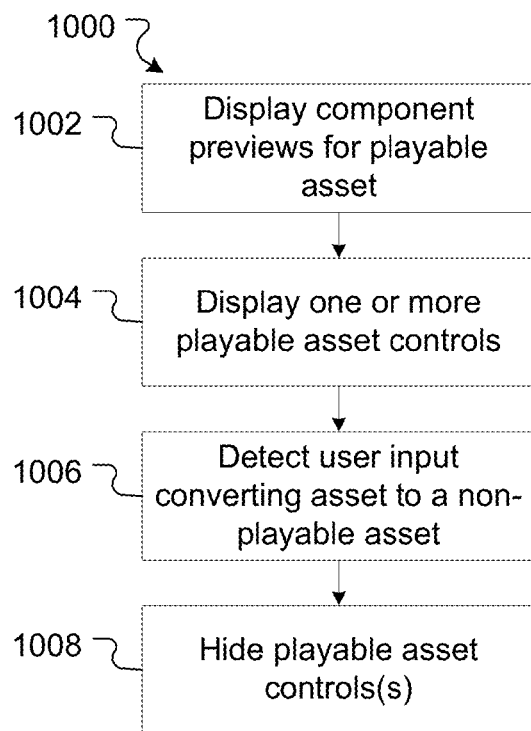 1000
1002
Display component
previews for playable
asset
1004
Display one or more
playable asset controls
1006
Detect user input
converting asset to a non-
playable asset
1008
Hide playable asset
controls(s)